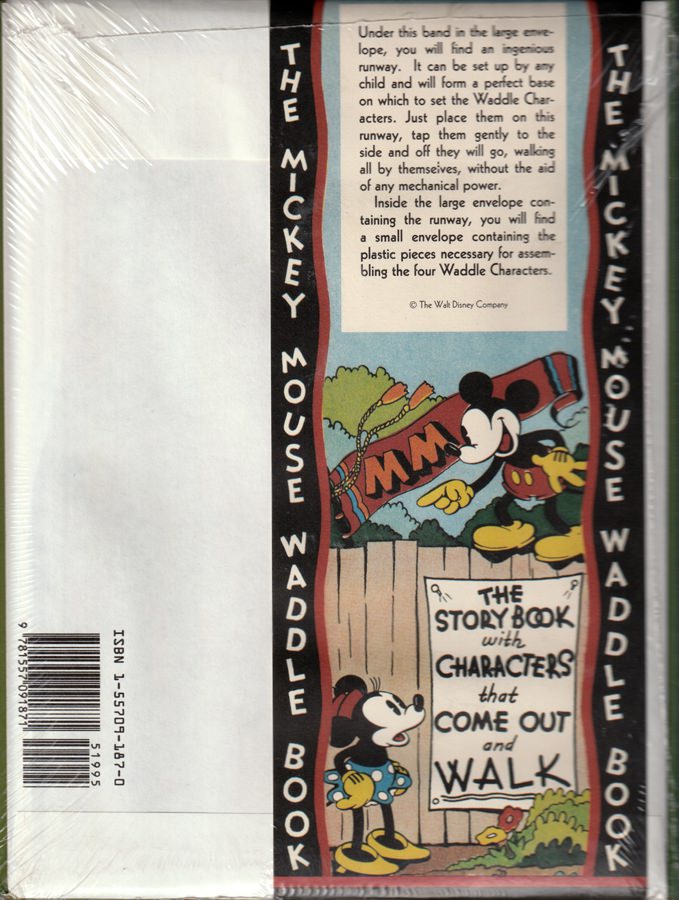 THE MICKEY MOUSE WADDLE BOOK
Under this band in the large enve-
lope, you will find an ingenious
runway. It can be set up by any
child and will form a perfect base
on which to set the Waddle Char-
acters. Just place them on this
runway, tap them gently to the
side and off they will go, walking
all by themselves, without the aid
of any mechanical power.
Inside the large envelope con-
taining the runway, you will find
a small envelope containing the
plastic pieces necessary for assem-
bling the four Waddle Characters.
© The Walt Disney Company
MM
THE
STORY BOOK
with
CHARACTERS
that
COME OUT
and
WALK
THE MICKEY MOUSE WADDLE BOOK
ISBN 1-55709-187-0
51995
9 781557 091871